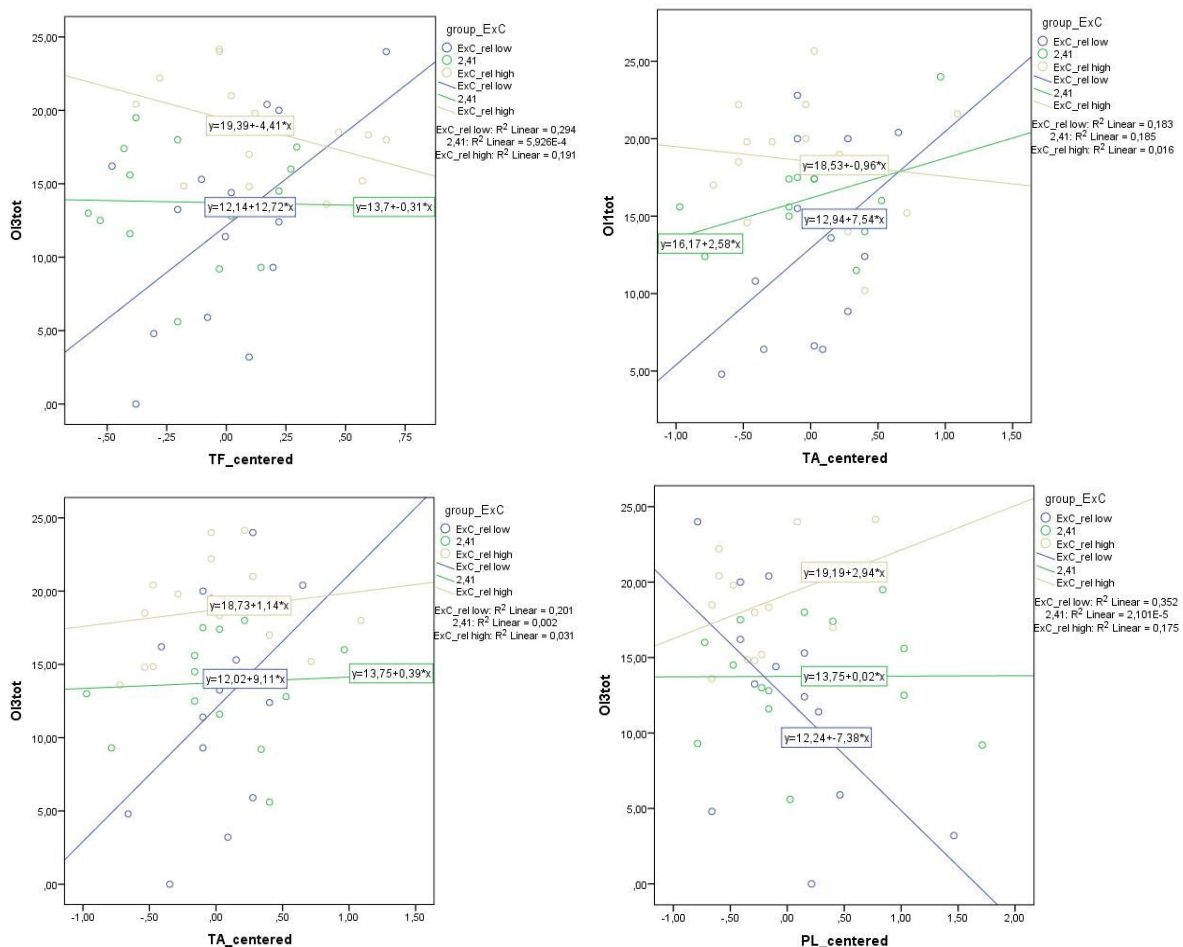 group_ExC
ExC_rel low
2,41
ExC_rel high
ExC_rel low
2,41
ExC_rel high
ExC_rel low: R² Linear = 0,294
2,41: R² Linear = 5,926E-4
ExC_rel high: R² Linear = 0,191
25,00
20,00
15,00
10,00
5,00
,00
OI3tot
y=19,39+-4,41*x
y=12,14+12,72*x
y=13,7+-0,31*x
-,50
-,25
,00
,25
,50
,75
TF_centered
group_ExC
ExC_rel low
2,41
ExC_rel high
ExC_rel low
2,41
ExC_rel high
ExC_rel low: R² Linear = 0,183
2,41: R² Linear = 0,185
ExC_rel high: R² Linear = 0,016
25,00
20,00
15,00
10,00
5,00
OI1tot
y=18,53+-0,96*x
y=12,94+7,54*x
y=16,17+2,58*x
-1,00
-,50
,00
,50
1,00
1,50
TA_centered
group_ExC
ExC_rel low
2,41
ExC_rel high
ExC_rel low
2,41
ExC_rel high
ExC_rel low: R² Linear = 0,201
2,41: R² Linear = 0,002
ExC_rel high: R² Linear = 0,031
25,00
20,00
15,00
10,00
5,00
,00
OI3tot
y=18,73+1,14*x
y=12,02+9,11*x
y=13,75+0,39*x
-1,00
-,50
,00
,50
1,00
1,50
TA_centered
group_ExC
ExC_rel low
2,41
ExC_rel high
ExC_rel low
2,41
ExC_rel high
ExC_rel low: R² Linear = 0,352
2,41: R² Linear = 2,101E-5
ExC_rel high: R² Linear = 0,175
25,00
20,00
15,00
10,00
5,00
,00
OI3tot
y=19,19+2,94*x
y=13,75+0,02*x
y=12,24+-7,38*x
-1,00
-,50
,00
,50
1,00
1,50
2,00
PL_centered